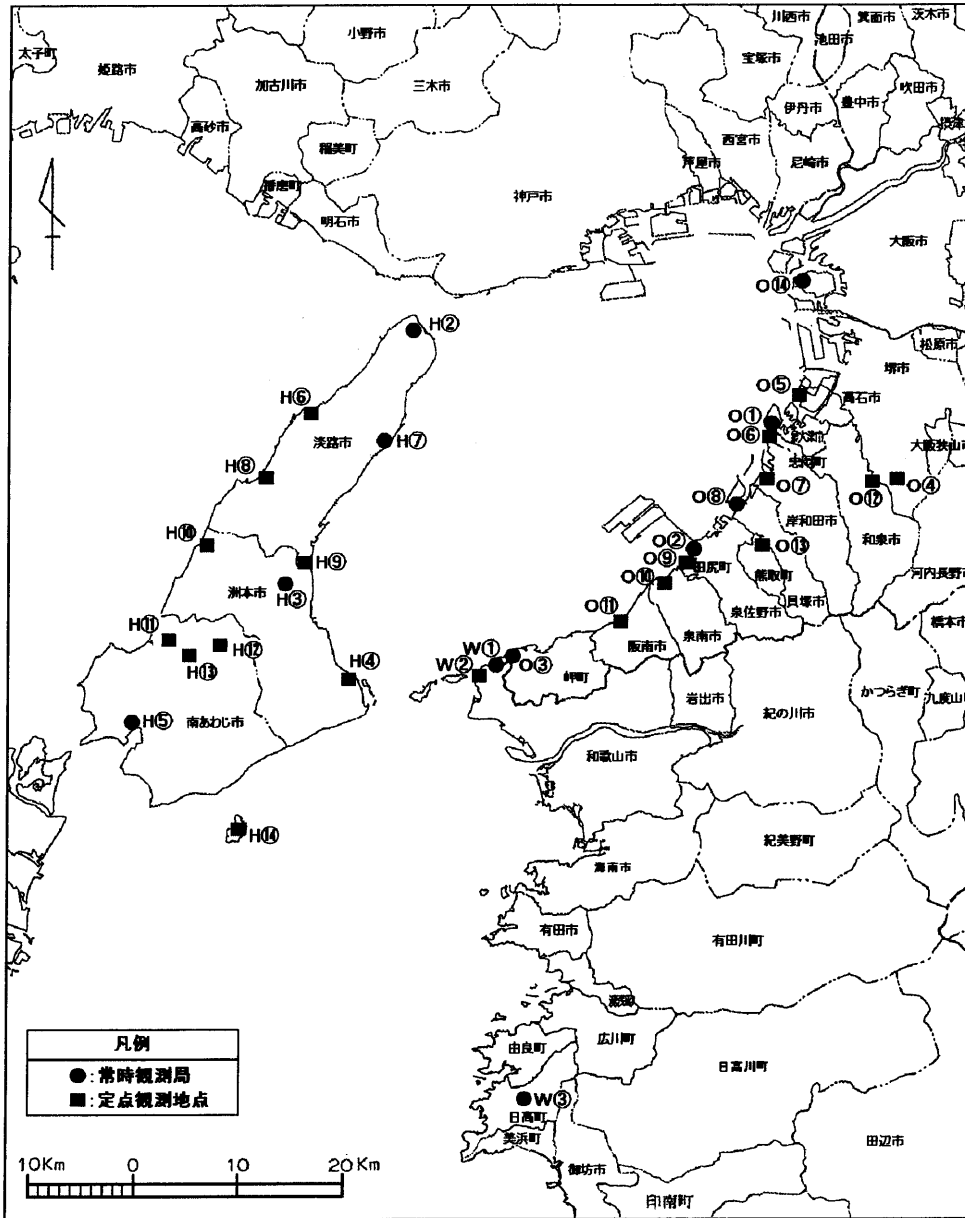 川西市
箕面市
茨木市
太子町
小野市
池田市
姫路市
宝塚市
加古川市
三木市
吹田市
伊丹市
豊中市
高砂市
摂津
西宮市
稲美町
尼崎市
芦屋市
播磨町
神戸市
明石市
大阪市
O⑭
H②
松原市
堺市
O⑤
H⑥
高石市
O①
淡路市
H⑦
O⑥
大阪狭山市
忠岡町
H⑧
O⑦
O⑫
O④
O⑧
岸和田市
O②
和泉市
H⑩
O⑬
H⑨
O⑨
田尻町
熊取町
河内長野市
O⑩
洲本市
H③
貝塚市
泉佐野市
O⑪
橋本市
H⑪
H⑫
阪南市
泉南市
W①
H⑬
W②
O③
H④
岬町
岩出市
かつらぎ町
九度山町
H⑤
南あわじ市
紀の川市
和歌山市
H⑭
紀美野町
海南市
有田市
有田川町
湯浅町
凡例
由良町
広川町
●:常時観測局
日高川町
■:定点観測地点
W③
日高町
美浜町
田辺市
10Km
0
10
20Km
御坊市
印南町